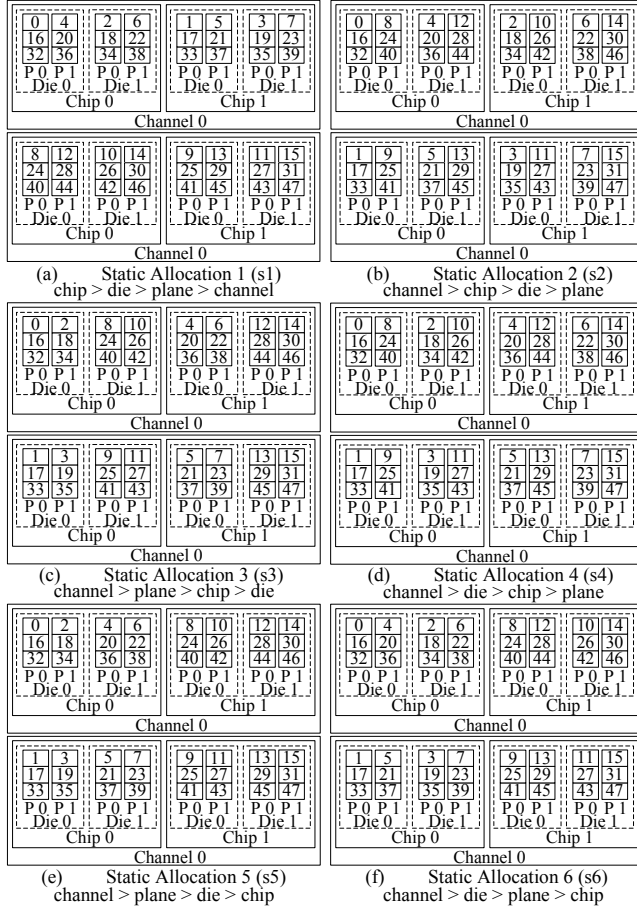 0 4 2 6 1 5 3 7
16 20 18 22 17 21 19 23
32 36 34 38 33 37 35 39
P 0 P 1 P 0 P 1 P 0 P 1 P 0 P 1
Die 0 Die 1 Die 0 Die 1
Chip 0 Chip 1
Channel 0
8 12 10 14 9 13 11 15
24 28 26 30 25 29 27 31
40 44 42 46 41 45 43 47
P 0 P 1 P 0 P 1 P 0 P 1 P 0 P 1
Die 0 Die 1 Die 0 Die 1
Chip 0 Chip 1
Channel 0
(a) Static Allocation 1 (s1)
chip > die > plane > channel
0 8 4 12 2 10 6 14
16 24 20 28 18 26 22 30
32 40 36 44 34 42 38 46
P 0 P 1 P 0 P 1 P 0 P 1 P 0 P 1
Die 0 Die 1 Die 0 Die 1
Chip 0 Chip 1
Channel 0
1 9 5 13 3 11 7 15
17 25 21 29 19 27 23 31
33 41 37 45 35 43 39 47
P 0 P 1 P 0 P 1 P 0 P 1 P 0 P 1
Die 0 Die 1 Die 0 Die 1
Chip 0 Chip 1
Channel 0
(b) Static Allocation 2 (s2)
channel > chip > die > plane
0 2 8 10 4 6 12 14
16 18 24 26 20 22 28 30
32 34 40 42 36 38 44 46
P 0 P 1 P 0 P 1 P 0 P 1 P 0 P 1
Die 0 Die 1 Die 0 Die 1
Chip 0 Chip 1
Channel 0
1 3 9 11 5 7 13 15
17 19 25 27 21 23 29 31
33 35 41 43 37 39 45 47
P 0 P 1 P 0 P 1 P 0 P 1 P 0 P 1
Die 0 Die 1 Die 0 Die 1
Chip 0 Chip 1
Channel 0
(c) Static Allocation 3 (s3)
channel > plane > chip > die
0 8 2 10 4 12 6 14
16 24 18 26 20 28 22 30
32 40 34 42 36 44 38 46
P 0 P 1 P 0 P 1 P 0 P 1 P 0 P 1
Die 0 Die 1 Die 0 Die 1
Chip 0 Chip 1
Channel 0
1 9 3 11 5 13 7 15
17 25 19 27 21 29 23 31
33 41 35 43 37 45 39 47
P 0 P 1 P 0 P 1 P 0 P 1 P 0 P 1
Die 0 Die 1 Die 0 Die 1
Chip 0 Chip 1
Channel 0
(d) Static Allocation 4 (s4)
channel > die > chip > plane
0 2 4 6 8 10 12 14
16 18 20 22 24 26 28 30
32 34 36 38 40 42 44 46
P 0 P 1 P 0 P 1 P 0 P 1 P 0 P 1
Die 0 Die 1 Die 0 Die 1
Chip 0 Chip 1
Channel 0
1 3 5 7 9 11 13 15
17 19 21 23 25 27 29 31
33 35 37 39 41 43 45 47
P 0 P 1 P 0 P 1 P 0 P 1 P 0 P 1
Die 0 Die 1 Die 0 Die 1
Chip 0 Chip 1
Channel 0
(e) Static Allocation 5 (s5)
channel > plane > die > chip
0 4 2 6 8 12 10 14
16 20 18 22 24 28 26 30
32 36 34 38 40 44 42 46
P 0 P 1 P 0 P 1 P 0 P 1 P 0 P 1
Die 0 Die 1 Die 0 Die 1
Chip 0 Chip 1
Channel 0
1 5 3 7 9 13 11 15
17 21 19 23 25 29 27 31
33 37 35 39 41 45 43 47
P 0 P 1 P 0 P 1 P 0 P 1 P 0 P 1
Die 0 Die 1 Die 0 Die 1
Chip 0 Chip 1
Channel 0
(f) Static Allocation 6 (s6)
channel > die > plane > chip